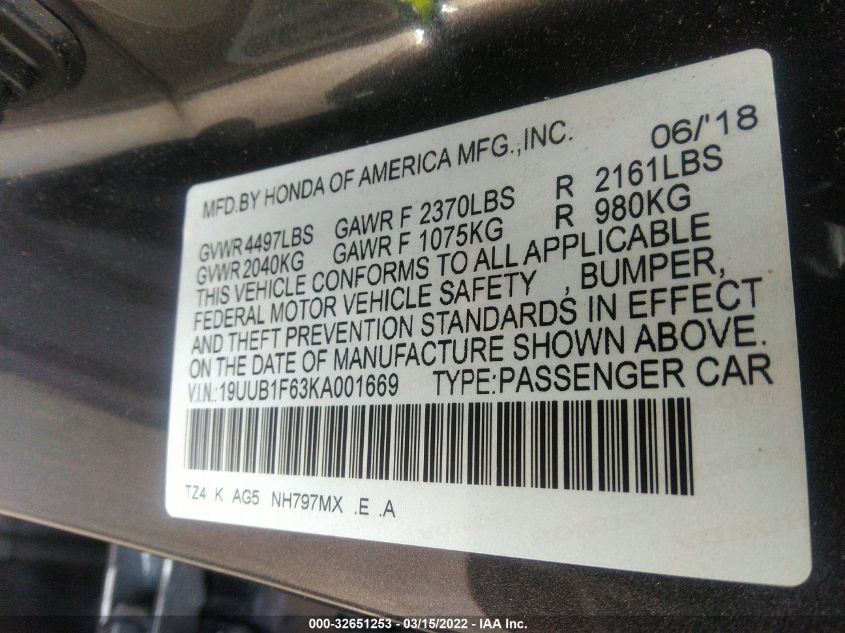 MFD.BY HONDA OF AMERICA MFG.,INC. 06/'18
GVWR 4497LBS GAWR F 2370LBS R 2161LBS
GVWR 2040KG GAWR F 1075KG R 980KG
THIS VEHICLE CONFORMS TO ALL APPLICABLE
FEDERAL MOTOR VEHICLE SAFETY , BUMPER,
AND THEFT PREVENTION STANDARDS IN EFFECT
ON THE DATE OF MANUFACTURE SHOWN ABOVE.
V.I.N.:19UUB1F63KA001669 TYPE:PASSENGER CAR
TZ4 K AG5 NH797MX .E .A
000-32651253 - 03/15/2022 - IAA Inc.